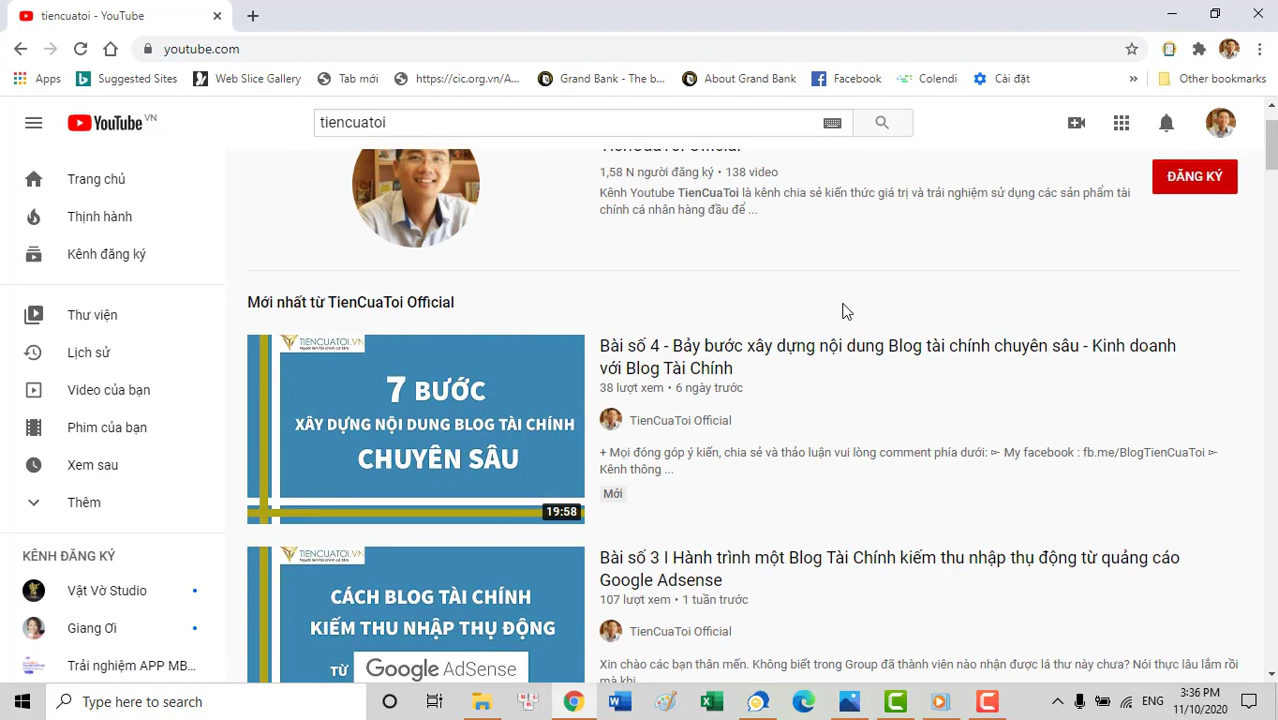 tiencuatoi - YouTube
youtube.com
Apps
Suggested Sites
Web Slice Gallery
Tab mới
https://cic.org.vn/A...
Grand Bank - The b...
About Grand Bank
Facebook
Colendi
Cài đặt
»
Other bookmarks
YouTube VN
tiencuatoi
Trang chủ
Thịnh hành
Kênh đăng ký
Thư viện
Lịch sử
Video của bạn
Phim của bạn
Xem sau
Thêm
KÊNH ĐĂNG KÝ
Vật Vờ Studio
Giang Ơi
Trải nghiệm APP MB...
TienCuaToi Official
1,58 N người đăng ký • 138 video
Kênh Youtube TienCuaToi là kênh chia sẻ kiến thức giá trị và trải nghiệm sử dụng các sản phẩm tài
chính cá nhân hàng đầu để ...
ĐĂNG KÝ
Mới nhất từ TienCuaToi Official
TIENCUATOI.VN
7 BƯỚC
XÂY DỰNG NỘI DUNG BLOG TÀI CHÍNH
CHUYÊN SÂU
19:58
Bài số 4 - Bảy bước xây dựng nội dung Blog tài chính chuyên sâu - Kinh doanh
với Blog Tài Chính
38 lượt xem • 6 ngày trước
TienCuaToi Official
+ Mọi đóng góp ý kiến, chia sẻ và thảo luận vui lòng comment phía dưới: ► My facebook : fb.me/BlogTienCuaToi ►
Kênh thông ...
Mới
TIENCUATOI.VN
CÁCH BLOG TÀI CHÍNH
KIẾM THU NHẬP THỤ ĐỘNG
TỪ Google AdSense
Bài số 3 I Hành trình một Blog Tài Chính kiếm thu nhập thụ động từ quảng cáo
Google Adsense
107 lượt xem • 1 tuần trước
TienCuaToi Official
Xin chào các bạn thân mến. Không biết trong Group đã thành viên nào nhận được lá thư này chưa? Nói thực lâu lắm rồi
mà khi
Type here to search
3:36 PM
11/10/2020